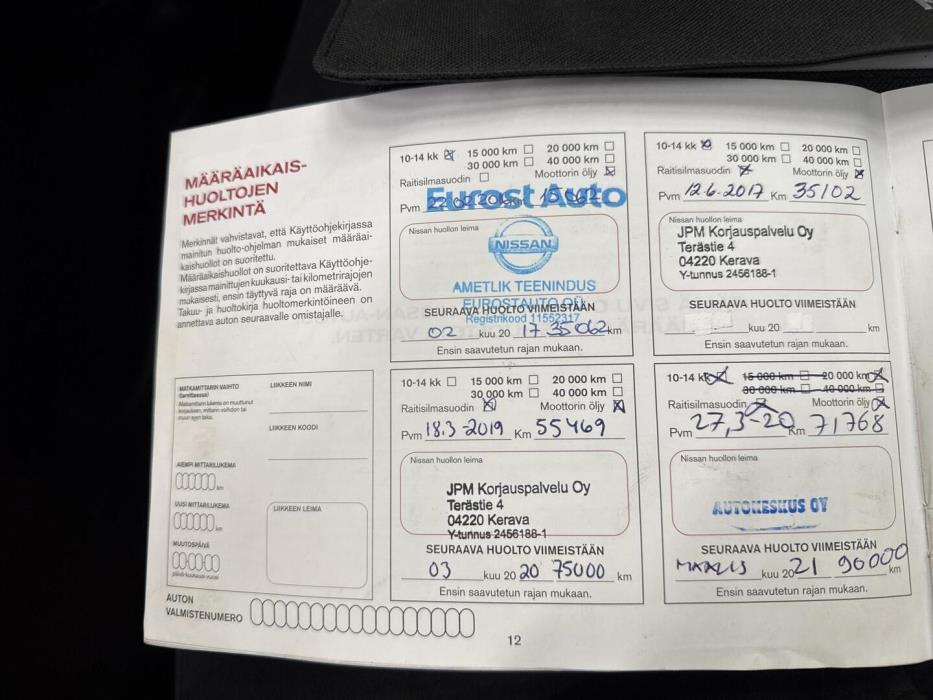 MÄÄRÄAIKAIS-
HUOLTOJEN
MERKINTÄ
Merkinnät vahvistavat, että Käyttöohjekirjassa
mainitun huolto-ohjelman mukaiset määräai-
kaishuollot on suoritettu.
Määräaikaishuollot on suoritettava Käyttöohje-
kirjassa mainittujen kuukausi- tai kilometrirajojen
mukaisesti, ensin täyttyvä raja on määräävä.
Takuu- ja huoltokirja huoltomerkintöineen on
annettava auton seuraavalle omistajalle.
10-14 kk 15 000 km 20 000 km
30 000 km 40 000 km
Raitisilmasuodin Moottorin öljy
Eurost Auto
Pvm
Nissan huollon leima
NISSAN
AMETLIK TEENINDUS
EUROSTAUTO OÜ
SEURAAVA HUOLTO VIIMEISTÄÄN
Registrikood 11552317
02 kuu 20 17 35062 km
Ensin saavutetun rajan mukaan.
10-14 kk 15 000 km 20 000 km
30 000 km 40 000 km
Raitisilmasuodin Moottorin öljy
Pvm 12.6.2017 Km 35102
Nissan huollon leima
JPM Korjauspalvelu Oy
Terästie 4
04220 Kerava
Y-tunnus 2456188-1
SEURAAVA HUOLTO VIIMEISTÄÄN
kuu 20 km
Ensin saavutetun rajan mukaan.
MATKAMITTARIN VAIHTO
(tarvittaessa)
LIIKKEEN NIMI
LIIKKEEN KOODI
AIEMPI MITTARILUKEMA
km
UUSI MITTARILUKEMA
km
MUUTOSPÄIVÄ
LIIKKEEN LEIMA
10-14 kk 15 000 km 20 000 km
30 000 km 40 000 km
Raitisilmasuodin Moottorin öljy
Pvm 18.3-2019 Km 55469
Nissan huollon leima
JPM Korjauspalvelu Oy
Terästie 4
04220 Kerava
Y-tunnus 2456188-1
SEURAAVA HUOLTO VIIMEISTÄÄN
03 kuu 20 20 75000 km
Ensin saavutetun rajan mukaan.
10-14 kk 15 000 km 20 000 km
30 000 km 40 000 km
Raitisilmasuodin Moottorin öljy
Pvm 27,3-20 Km 71768
Nissan huollon leima
AUTOKESKUS OY
SEURAAVA HUOLTO VIIMEISTÄÄN
MAALIS kuu 20 21 90000 km
Ensin saavutetun rajan mukaan.
AUTON
VALMISTENUMERO
12